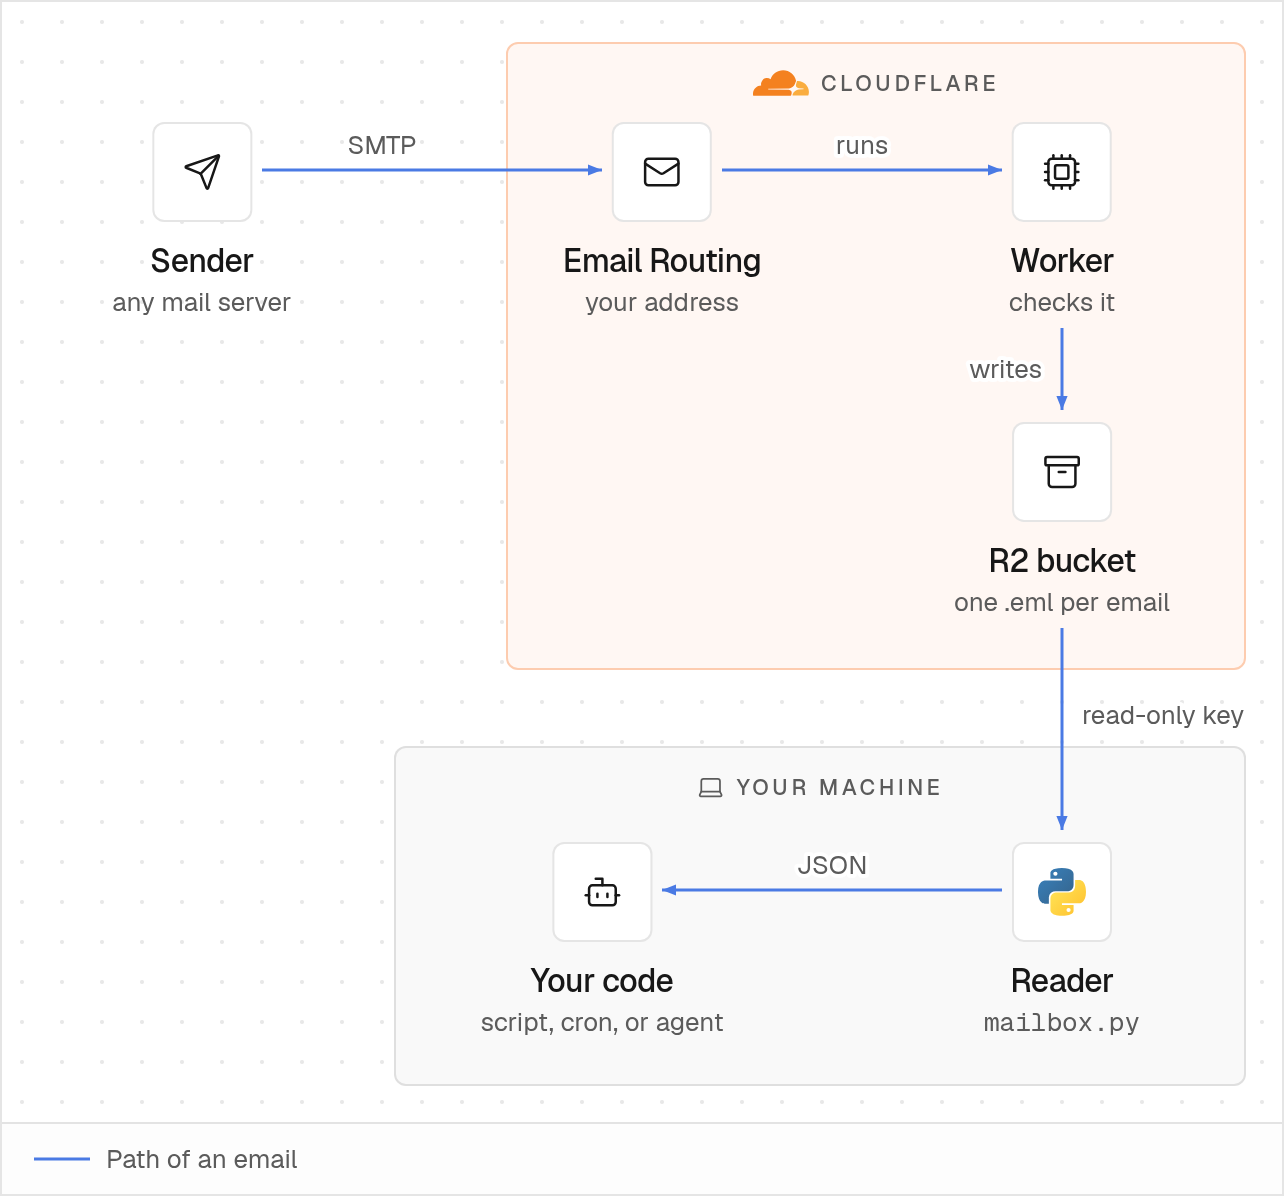 CLOUDFLARE
SMTP
runs
Sender
any mail server
Email Routing
your address
Worker
checks it
writes
R2 bucket
one .eml per email
read-only key
YOUR MACHINE
JSON
Your code
script, cron, or agent
Reader
mailbox.py
Path of an email